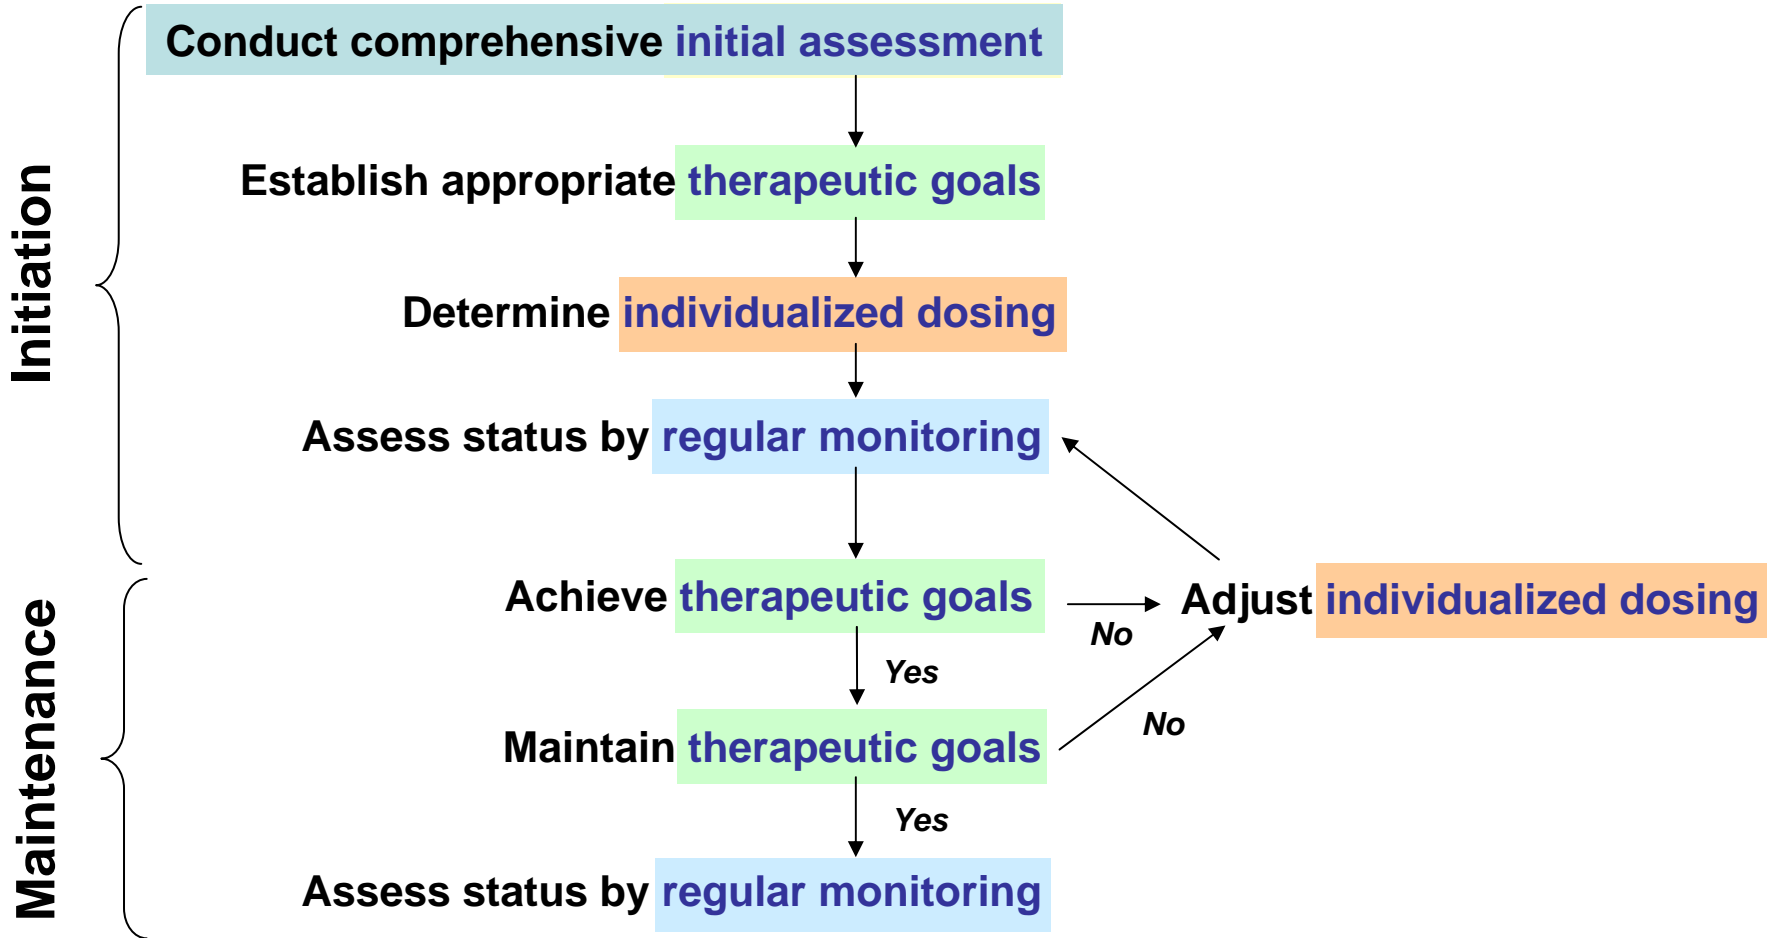 Initiation
Conduct comprehensive initial assessment
Establish appropriate therapeutic goals
Determine individualized dosing
Assess status by regular monitoring
Maintenance
Achieve therapeutic goals
No
Adjust individualized dosing
Yes
Maintain therapeutic goals
No
Yes
Assess status by regular monitoring